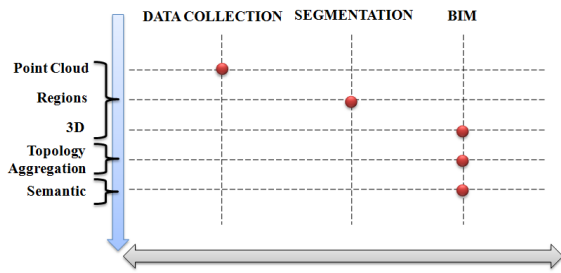 DATA COLLECTION SEGMENTATION BIM
Point Cloud
Regions
3D
Topology
Aggregation
Semantic